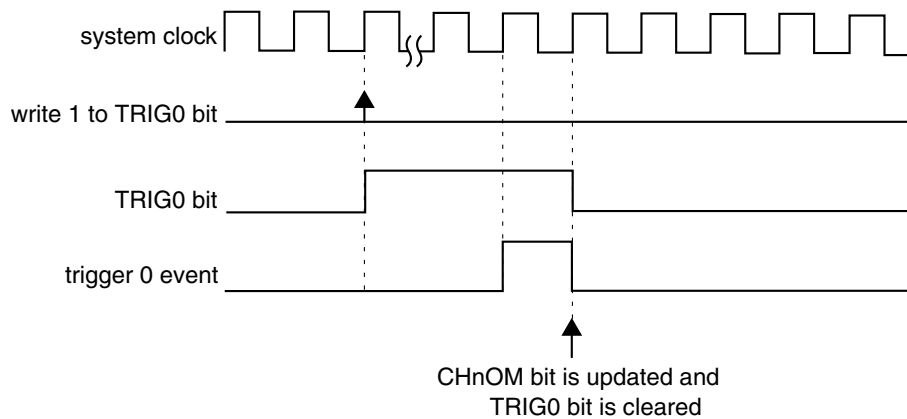 system clock
write 1 to TRIG0 bit
TRIG0 bit
trigger 0 event
CHnOM bit is updated and
TRIG0 bit is cleared